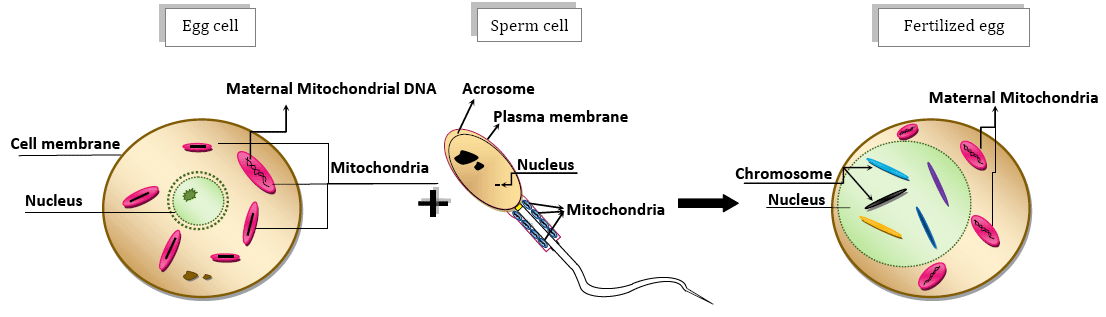 Egg cell
Sperm cell
Fertilized egg
Maternal Mitochondrial DNA
Cell membrane
Mitochondria
Nucleus
Acrosome
Plasma membrane
Nucleus
Mitochondria
Maternal Mitochondria
Chromosome
Nucleus